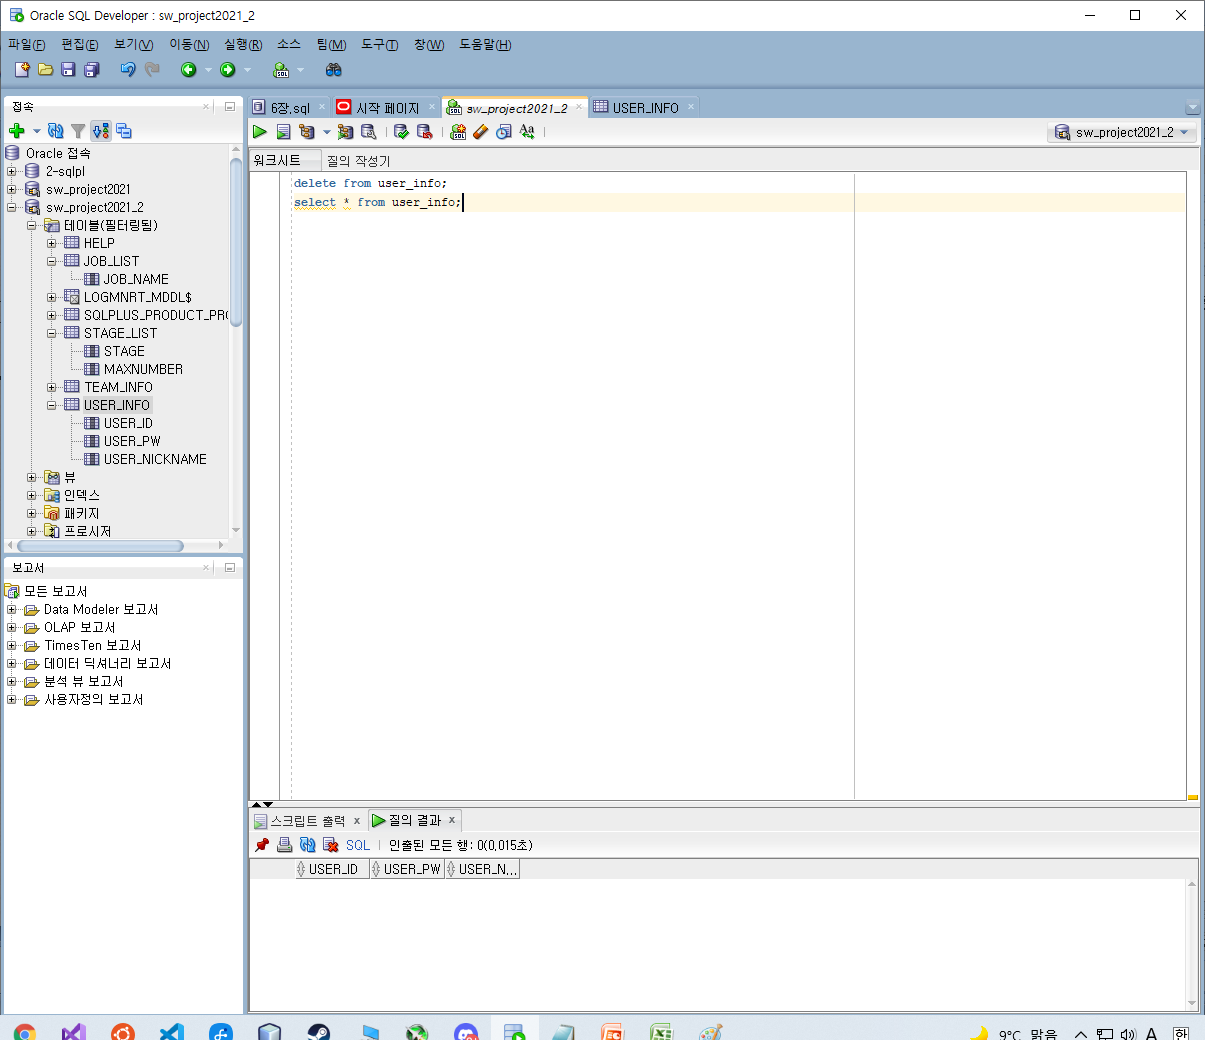 Oracle SQL Developer : sw_project2021_2
파일(F) 편집(E) 보기(V) 이동(N) 실행(R) 소스 팀(M) 도구(T) 창(W) 도움말(H)
접속
Oracle 접속
2-sqlpl
sw_project2021
sw_project2021_2
테이블(필터링됨)
HELP
JOB_LIST
JOB_NAME
LOGMNRT_MDDL$
SQLPLUS_PRODUCT_PR
STAGE_LIST
STAGE
MAXNUMBER
TEAM_INFO
USER_INFO
USER_ID
USER_PW
USER_NICKNAME
뷰
인덱스
패키지
프로시저
보고서
모든 보고서
Data Modeler 보고서
OLAP 보고서
TimesTen 보고서
데이터 딕셔너리 보고서
분석 뷰 보고서
사용자정의 보고서
6장.sql 시작 페이지 sw_project2021_2 USER_INFO
sw_project2021_2
워크시트 질의 작성기
delete from user_info;
select * from user_info;
스크립트 출력 질의 결과
SQL 인출된 모든 행: 0(0,015초)
USER_ID USER_PW USER_N...
9°C 맑음 A 한